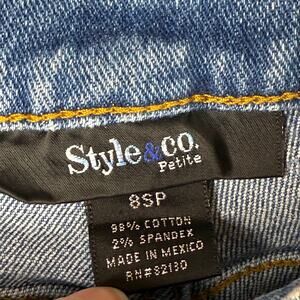 Style&co.
Petite
8SP
98% COTTON
2% SPANDEX
MADE IN MEXICO
RN#82130